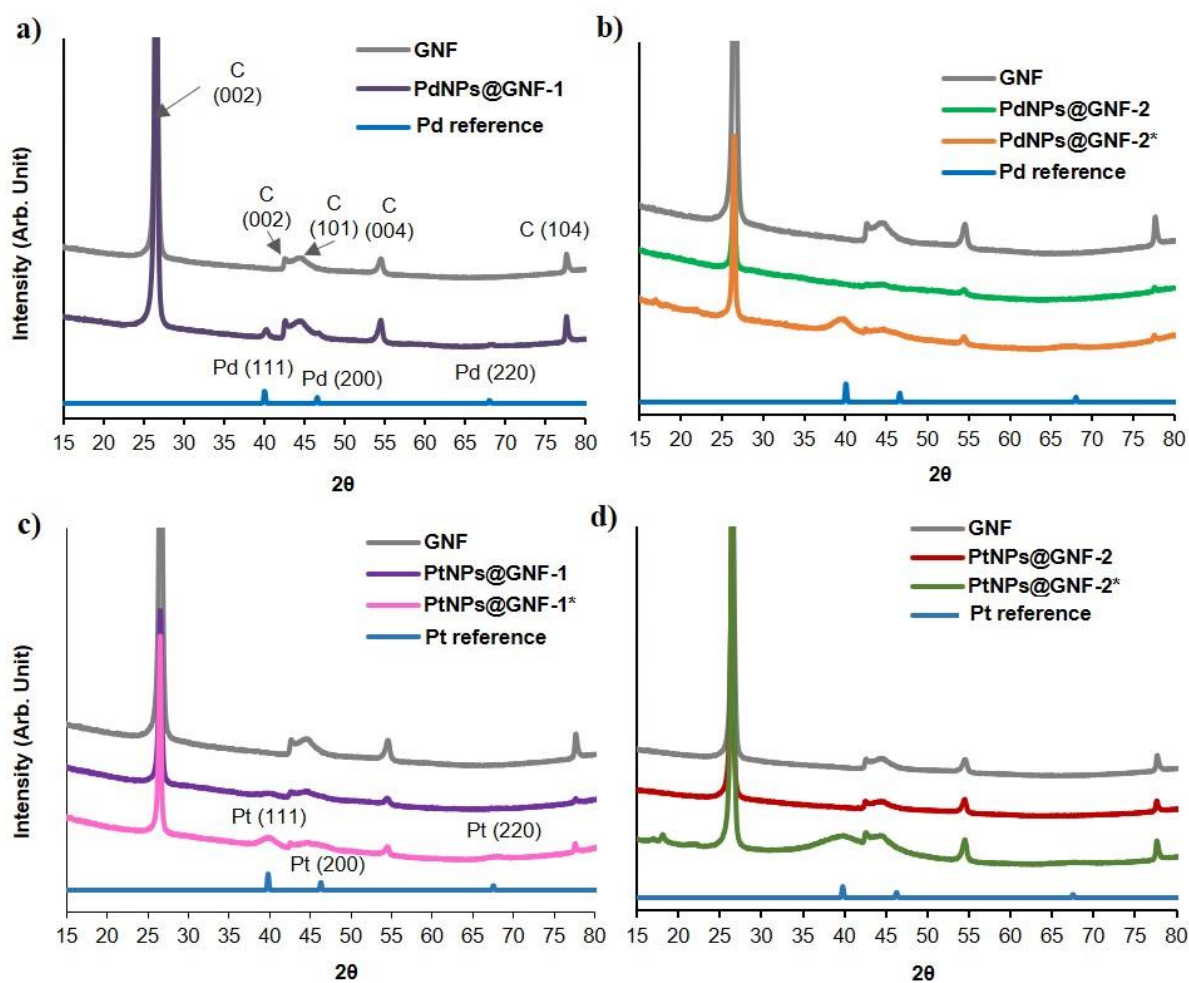 a)
GNF
PdNPs@GNF-1
Pd reference
C
(002)
C
(002)
C
(101)
C
(004)
C (104)
Pd (111)
Pd (200)
Pd (220)
Intensity (Arb. Unit)
15 20 25 30 35 40 45 50 55 60 65 70 75 80
2θ
b)
GNF
PdNPs@GNF-2
PdNPs@GNF-2*
Pd reference
15 20 25 30 35 40 45 50 55 60 65 70 75 80
2θ
c)
GNF
PtNPs@GNF-1
PtNPs@GNF-1*
Pt reference
Pt (111)
Pt (200)
Pt (220)
Intensity (Arb. Unit)
15 20 25 30 35 40 45 50 55 60 65 70 75 80
2θ
d)
GNF
PtNPs@GNF-2
PtNPs@GNF-2*
Pt reference
15 20 25 30 35 40 45 50 55 60 65 70 75 80
2θ